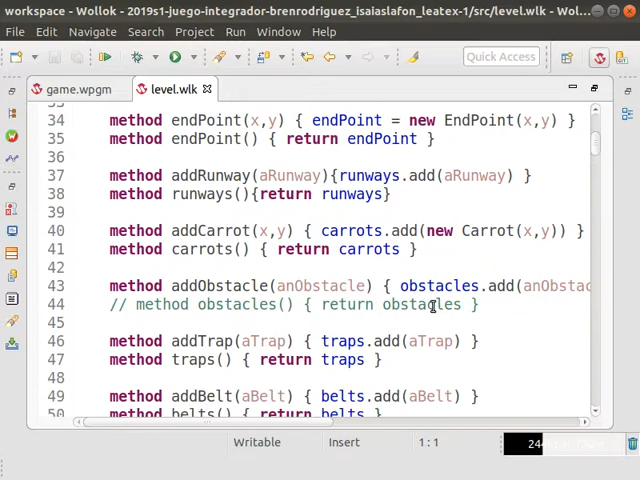 workspace - Wollok - 2019s1-juego-integrador-brenrodriguez_isaiaslafon_leatex-1/src/level.wlk - Wol...
File Edit Navigate Search Project Run Window Help
Quick Access
game.wpgm level.wlk
33
34 method endPoint(x,y) { endPoint = new EndPoint(x,y) }
35 method endPoint() { return endPoint }
36
37 method addRunway(aRunway){runways.add(aRunway) }
38 method runways(){return runways}
39
40 method addCarrot(x,y) { carrots.add(new Carrot(x,y)) }
41 method carrots() { return carrots }
42
43 method addObstacle(anObstacle) { obstacles.add(anObstac
44 // method obstacles() { return obstacles }
45
46 method addTrap(aTrap) { traps.add(aTrap) }
47 method traps() { return traps }
48
49 method addBelt(aBelt) { belts.add(aBelt) }
50 method belts() { return belts }
Writable Insert 1 : 1